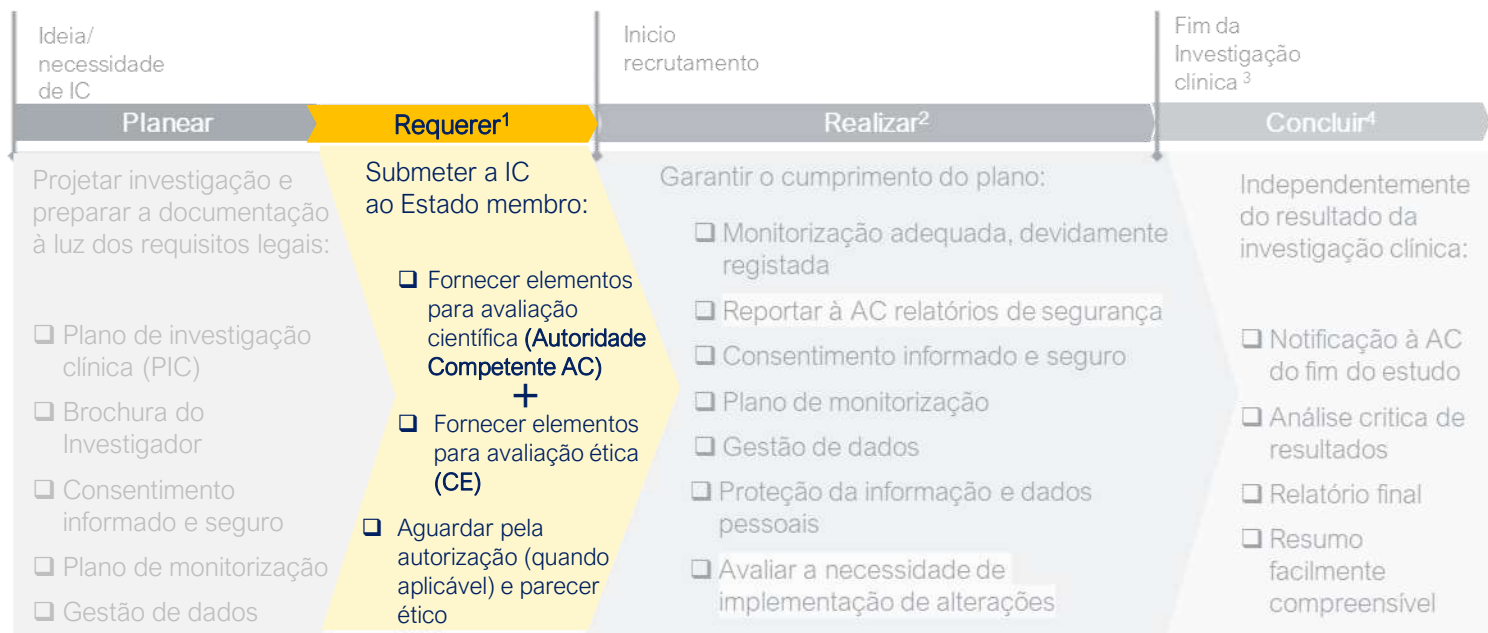 Ideia/
necessidade
de IC
Inicio
recrutamento
Fim da
Investigação
clínica ³
Planear
Requerer¹
Realizar²
Concluir⁴
Projetar investigação e
preparar a documentação
à luz dos requisitos legais:
❑ Plano de investigação
clínica (PIC)
❑ Brochura do
Investigador
❑ Consentimento
informado e seguro
❑ Plano de monitorização
❑ Gestão de dados
Submeter a IC
ao Estado membro:
❑ Fornecer elementos
para avaliação
científica (Autoridade
Competente AC)
+
❑ Fornecer elementos
para avaliação ética
(CE)
❑ Aguardar pela
autorização (quando
aplicável) e parecer
ético
Garantir o cumprimento do plano:
❑ Monitorização adequada, devidamente
registada
❑ Reportar à AC relatórios de segurança
❑ Consentimento informado e seguro
❑ Plano de monitorização
❑ Gestão de dados
❑ Proteção da informação e dados
pessoais
❑ Avaliar a necessidade de
implementação de alterações
Independentemente
do resultado da
investigação clínica:
❑ Notificação à AC
do fim do estudo
❑ Análise critica de
resultados
❑ Relatório final
❑ Resumo
facilmente
compreensível